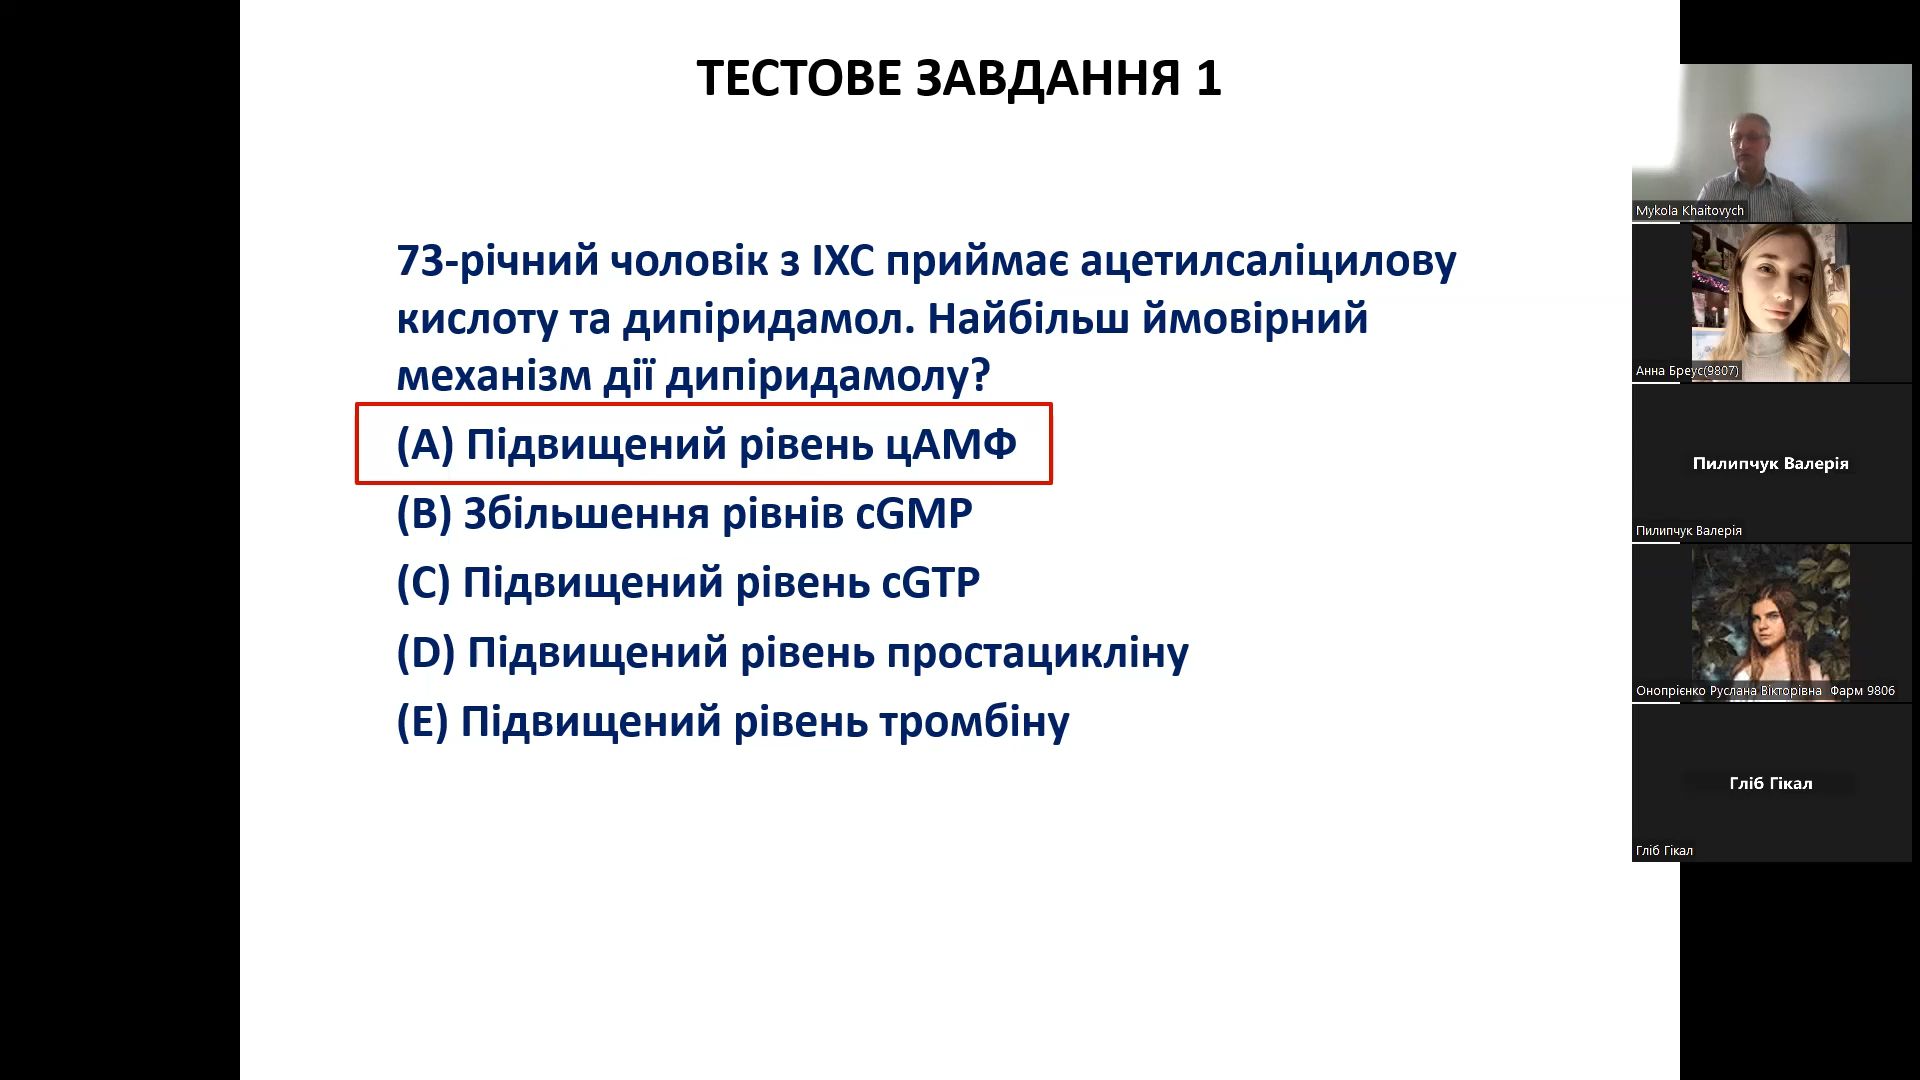 ТЕСТОВЕ ЗАВДАННЯ 1
73-річний чоловік з ІХС приймає ацетилсаліцилову
кислоту та дипіридамол. Найбільш ймовірний
механізм дії дипіридамолу?
(A) Підвищений рівень цАМФ
(B) Збільшення рівнів cGMP
(C) Підвищений рівень cGTP
(D) Підвищений рівень простацикліну
(E) Підвищений рівень тромбіну
Mykola Khaitovych
Анна Бреус(9807)
Пилипчук Валерія
Пилипчук Валерія
Онопрієнко Руслана Вікторівна Фарм 9806
Гліб Гікал
Гліб Гікал